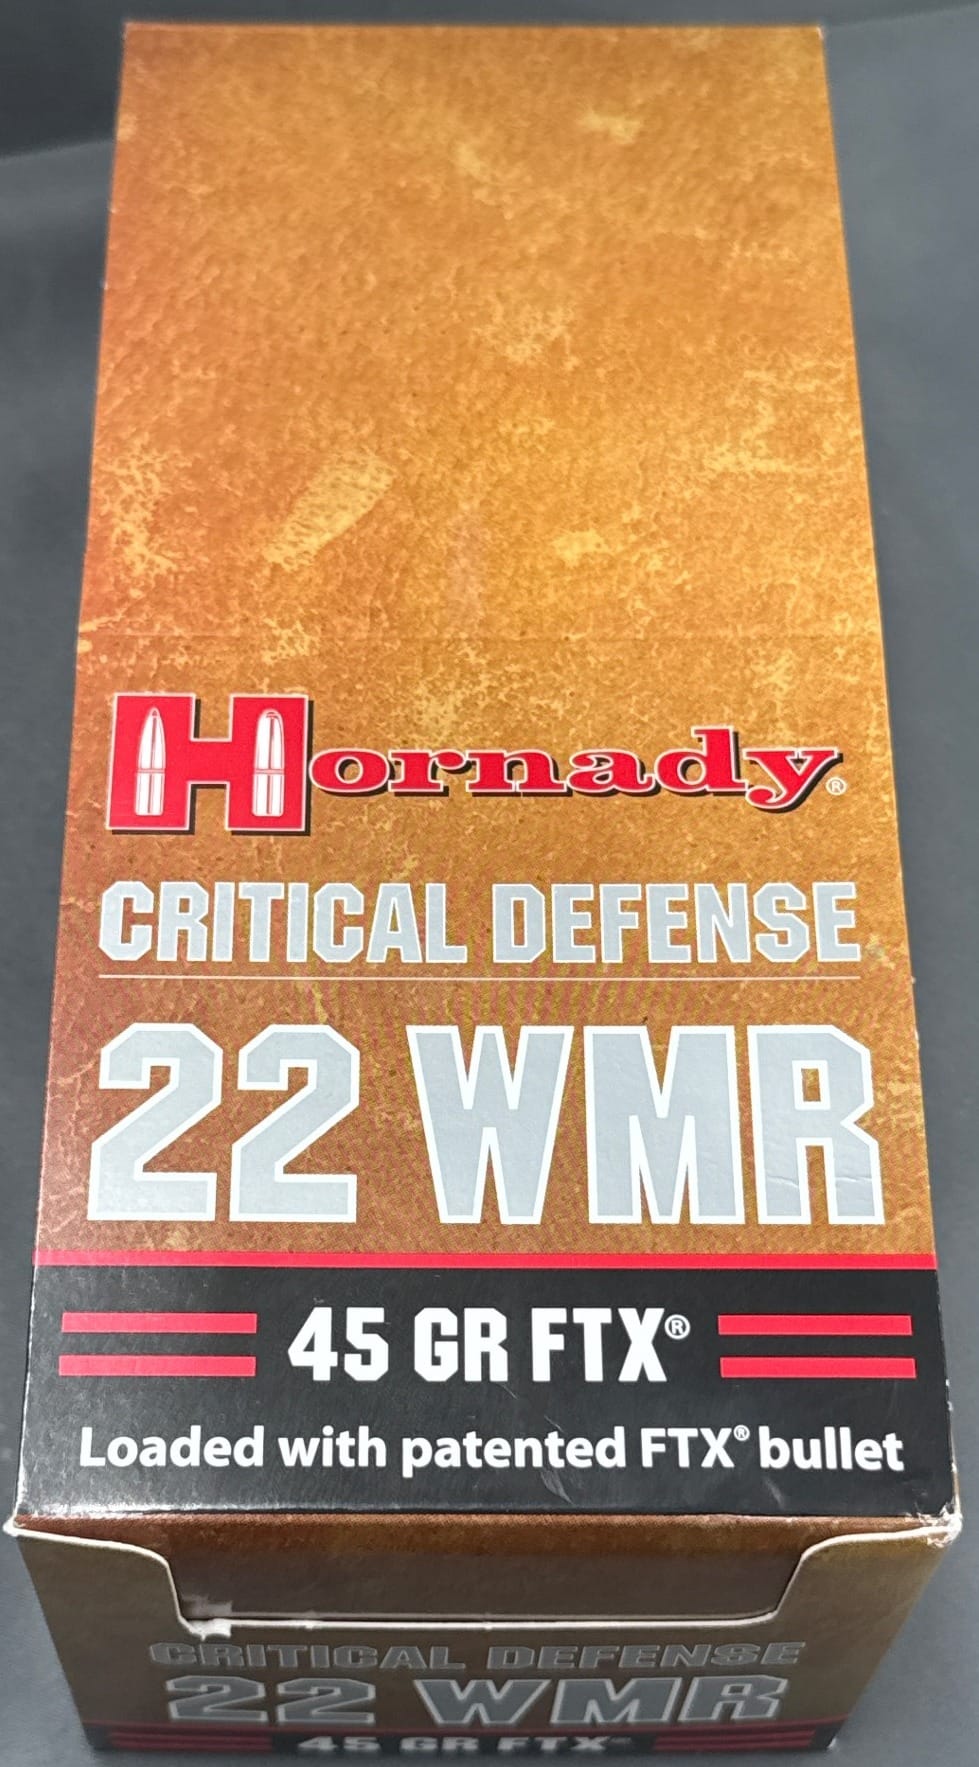 Hornady®
CRITICAL DEFENSE
22 WMR
45 GR FTX®
Loaded with patented FTX® bullet
CRITICAL DEFENSE
22 WMR
45 GR FTX®